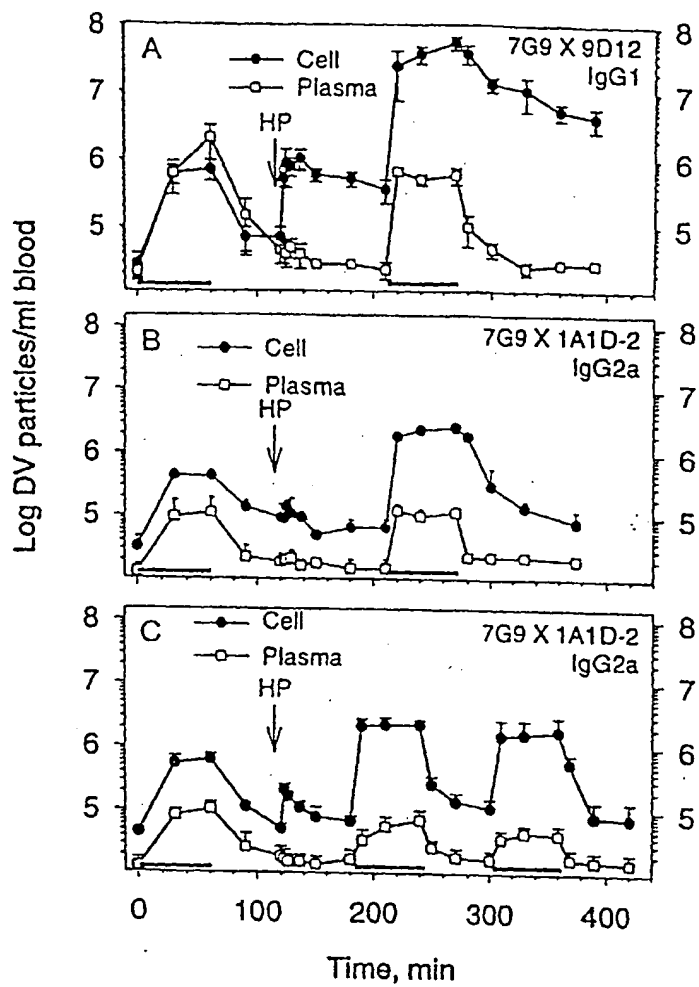 Log DV particles/ml blood
A
Cell
Plasma
HP
7G9 X 9D12
IgG1
8
7
6
5
8
7
6
5
B
Cell
Plasma
HP
7G9 X 1A1D-2
IgG2a
8
7
6
5
8
7
6
5
C
Cell
Plasma
HP
7G9 X 1A1D-2
IgG2a
8
7
6
5
8
7
6
5
0 100 200 300 400
Time, min